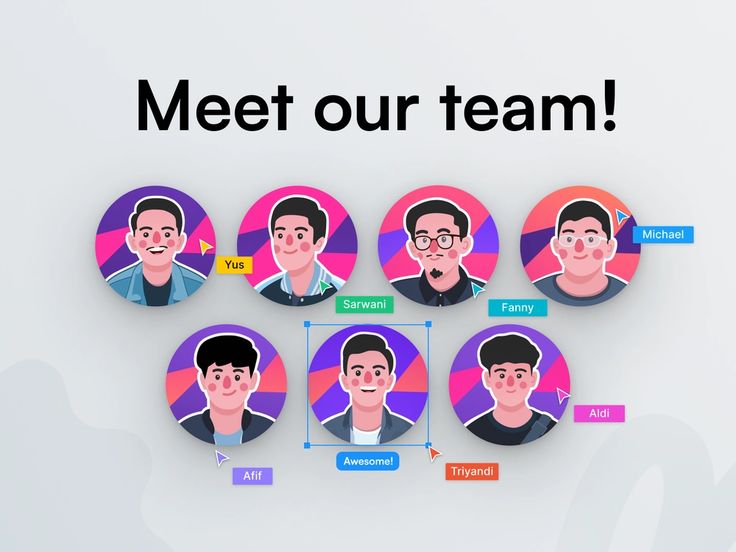 Meet our team!
Yus
Sarwani
Fanny
Michael
Afif
Awesome!
Triyandi
Aldi